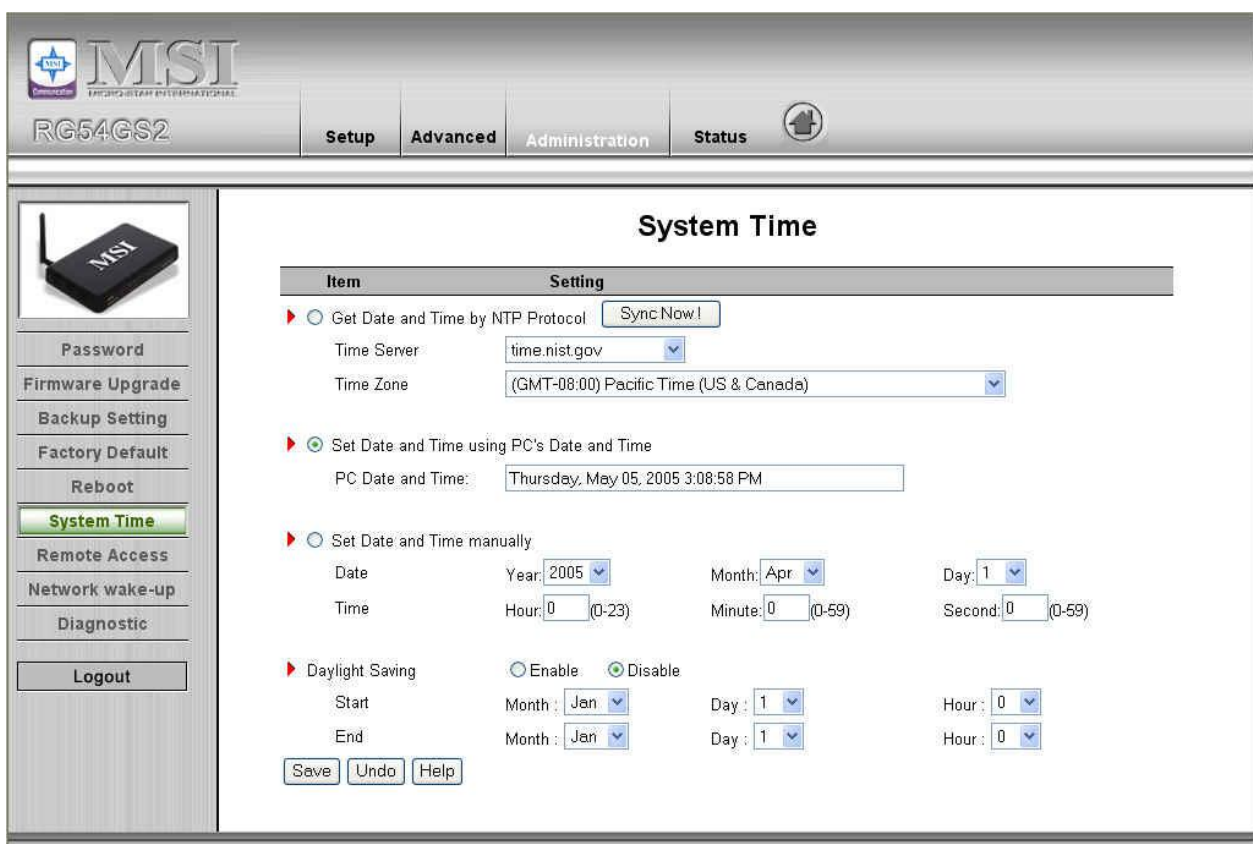 MSI
Communication
MSI
MICRO-STAR INTERNATIONAL
RG54GS2
Setup
Advanced
Administration
Status
MSI
Password
Firmware Upgrade
Backup Setting
Factory Default
Reboot
System Time
Remote Access
Network wake-up
Diagnostic
Logout
System Time
Item Setting
Get Date and Time by NTP Protocol Sync Now !
Time Server time.nist.gov
Time Zone (GMT-08:00) Pacific Time (US & Canada)
Set Date and Time using PC's Date and Time
PC Date and Time: Thursday, May 05, 2005 3:08:58 PM
Set Date and Time manually
Date Year: 2005 Month: Apr Day: 1
Time Hour: 0 (0-23) Minute: 0 (0-59) Second: 0 (0-59)
Daylight Saving Enable Disable
Start Month : Jan Day : 1 Hour : 0
End Month : Jan Day : 1 Hour : 0
Save Undo Help